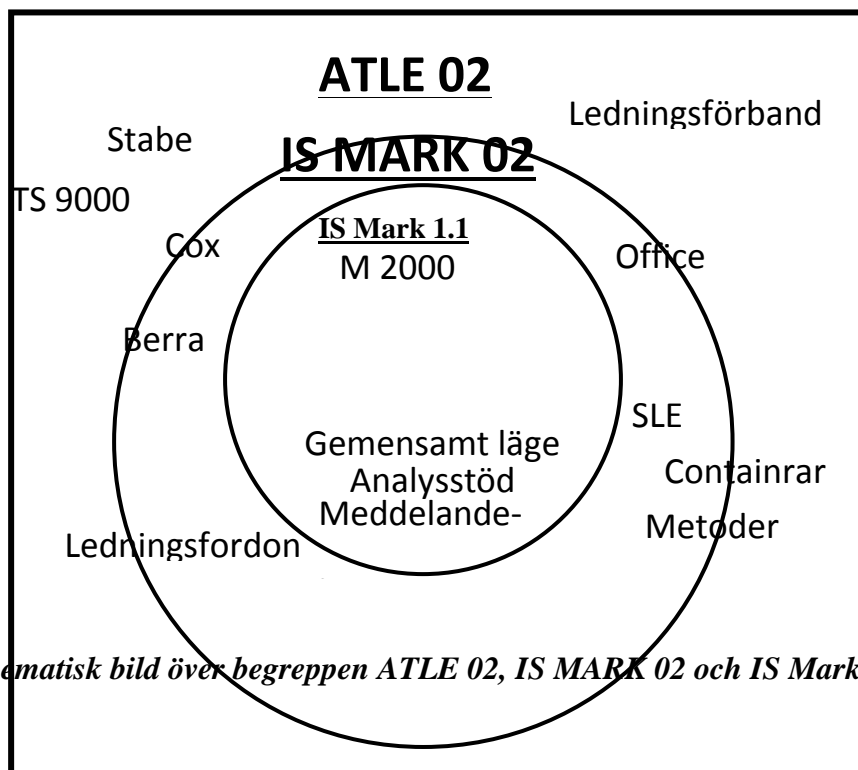 ATLE 02
Ledningsförband
Stabe
IS MARK 02
TS 9000
IS Mark 1.1
Cox
Office
M 2000
Berra
SLE
Gemensamt läge
Containrar
Analysstöd
Meddelande-
Metoder
Ledningsfordon
ematisk bild över begreppen ATLE 02, IS MARK 02 och IS Mark